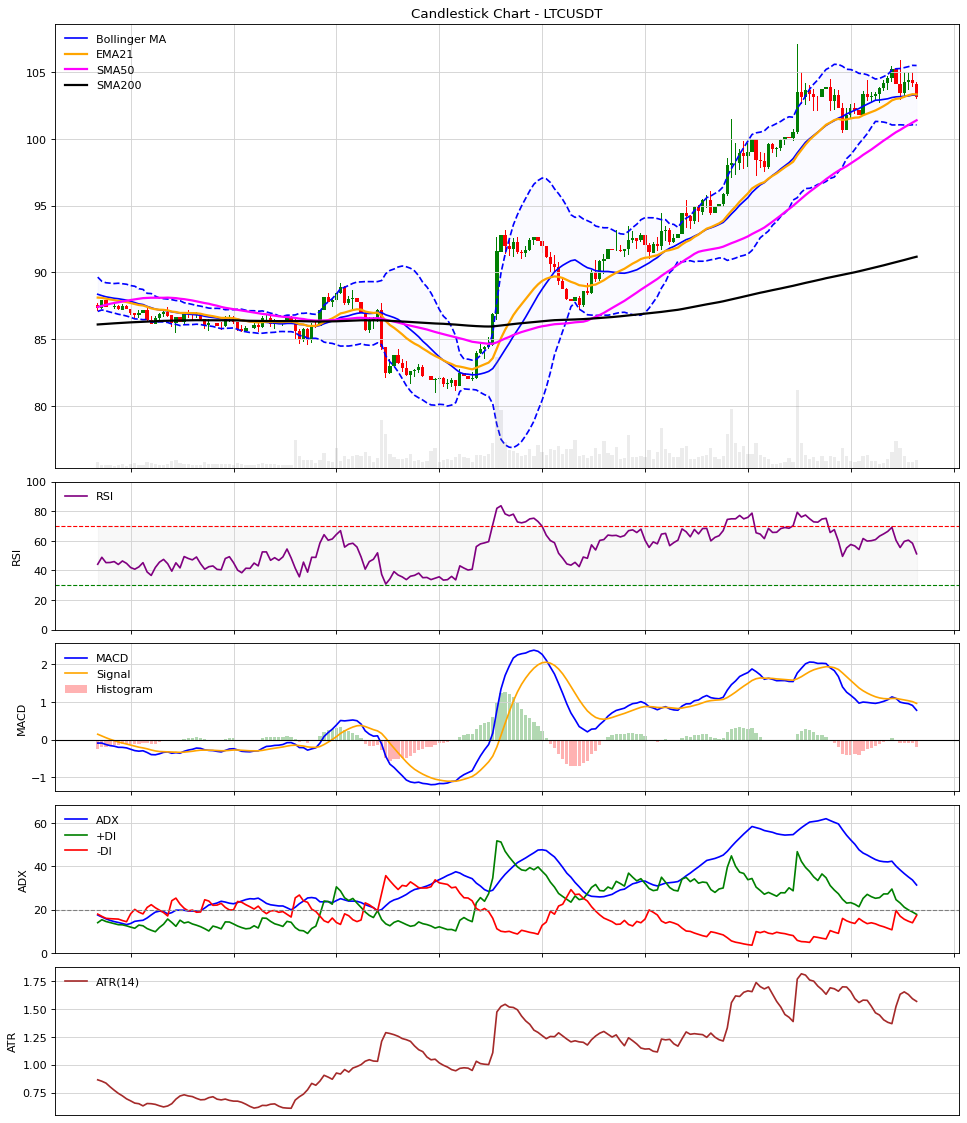 Candlestick Chart - LTCUSDT
Bollinger MA
EMA21
SMA50
SMA200
105
100
95
90
85
80
RSI
100
80
60
40
20
0
RSI
MACD
Signal
Histogram
2
1
0
−1
MACD
ADX
+DI
-DI
60
40
20
0
ADX
ATR(14)
1.75
1.50
1.25
1.00
0.75
ATR